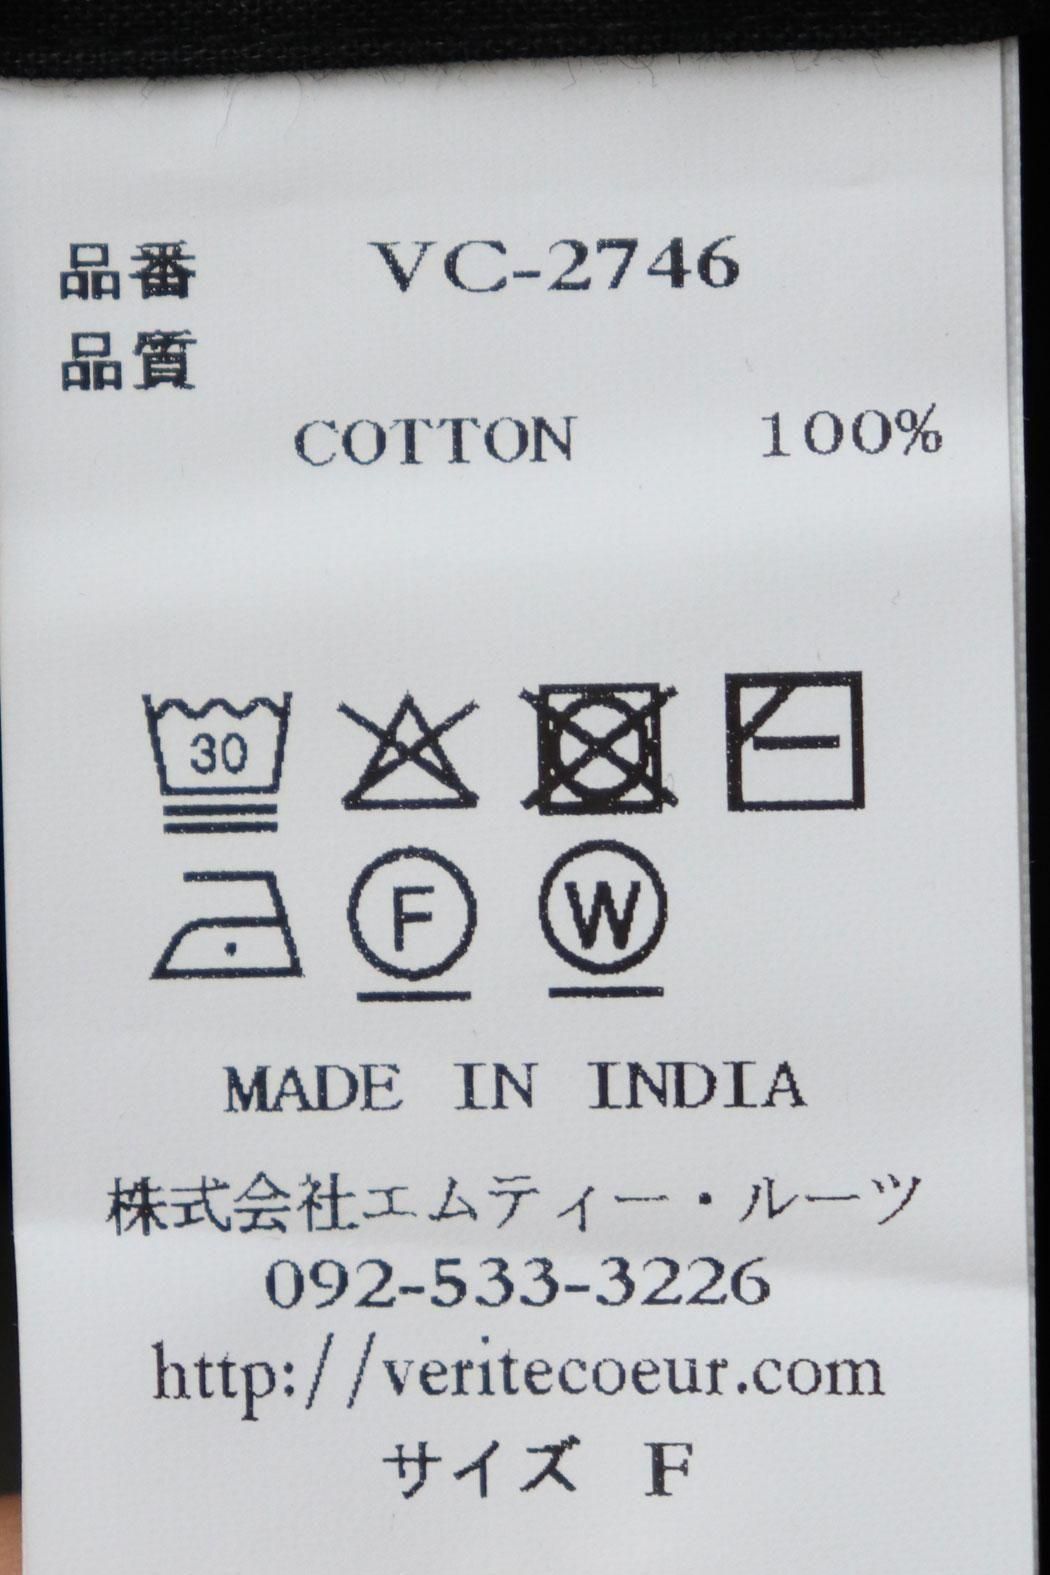 品番 VC-2746
品質
COTTON 100%
30
F W
MADE IN INDIA
株式会社エムティー・ルーツ
092-533-3226
http://veritecoeur.com
サイズ F